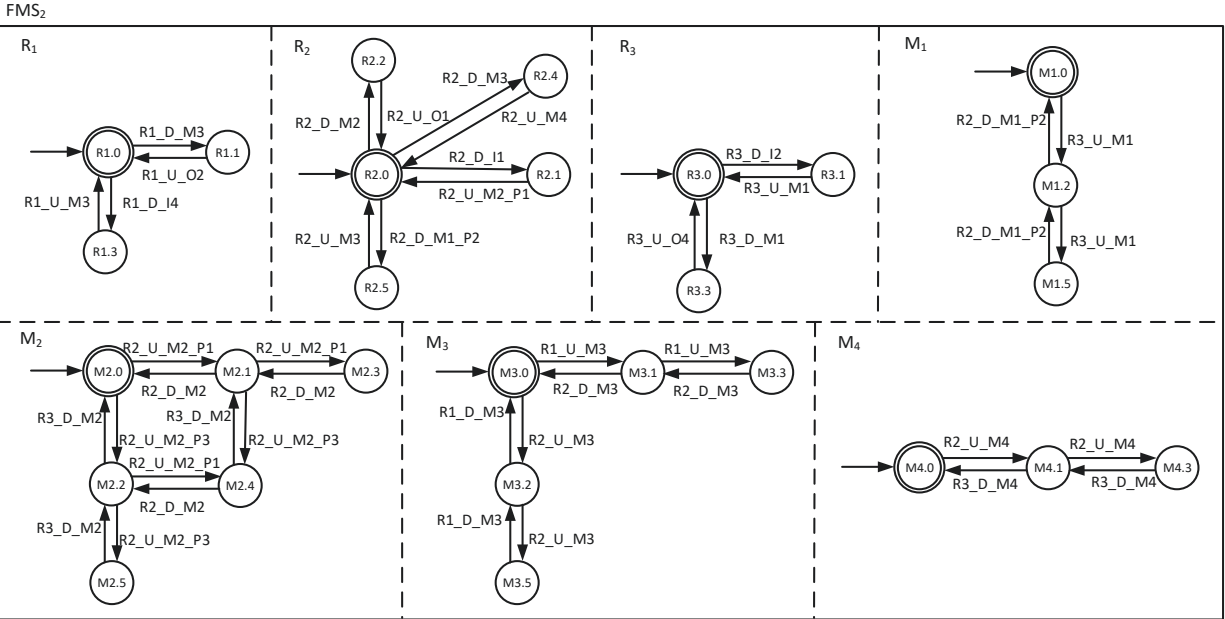 FMS2
R1
R1.0
R1_D_M3
R1.1
R1_U_O2
R1_U_M3
R1_D_I4
R1.3
R2
R2.2
R2_D_M3
R2.4
R2_D_M2
R2_U_O1
R2_U_M4
R2.0
R2_D_I1
R2.1
R2_U_M2_P1
R2_U_M3
R2_D_M1_P2
R2.5
R3
R3.0
R3_D_I2
R3.1
R3_U_M1
R3_U_O4
R3_D_M1
R3.3
M1
M1.0
R2_D_M1_P2
R3_U_M1
M1.2
R2_D_M1_P2
R3_U_M1
M1.5
M2
M2.0
R2_U_M2_P1
M2.1
R2_U_M2_P1
M2.3
R2_D_M2
R2_D_M2
R3_D_M2
R3_D_M2
R2_U_M2_P3
R2_U_M2_P3
R2_U_M2_P1
M2.2
M2.4
R2_D_M2
R3_D_M2
R2_U_M2_P3
M2.5
M3
M3.0
R1_U_M3
M3.1
R1_U_M3
M3.3
R2_D_M3
R2_D_M3
R1_D_M3
R2_U_M3
M3.2
R1_D_M3
R2_U_M3
M3.5
M4
M4.0
R2_U_M4
M4.1
R2_U_M4
M4.3
R3_D_M4
R3_D_M4